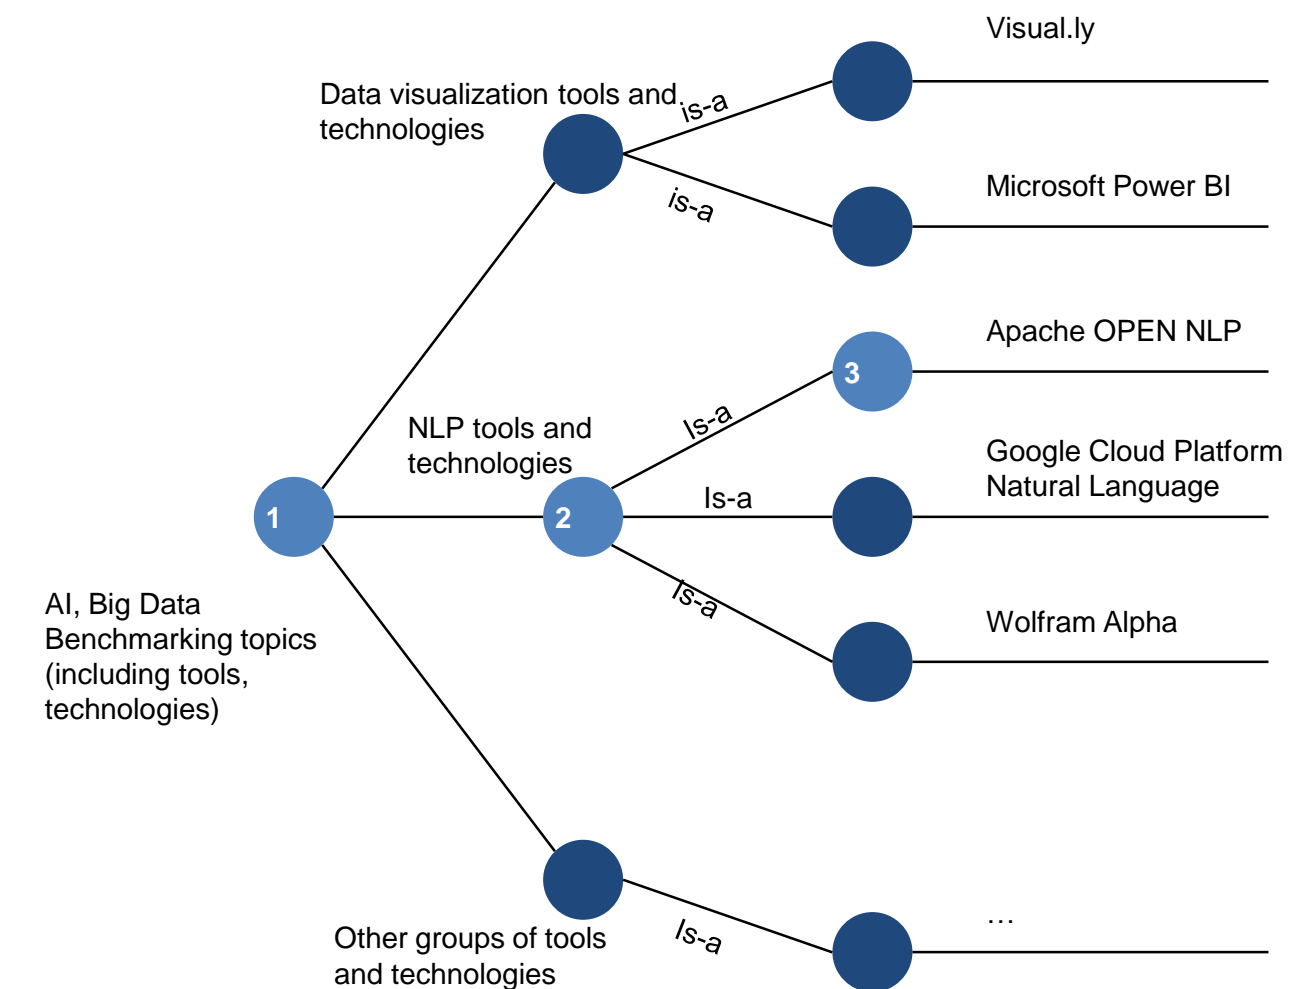 Visual.ly
Data visualization tools and
technologies
is-a
is-a
Microsoft Power BI
Apache OPEN NLP
3
Is-a
NLP tools and
technologies
Google Cloud Platform
Natural Language
Is-a
1
2
Is-a
AI, Big Data
Benchmarking topics
(including tools,
technologies)
Wolfram Alpha
…
Is-a
Other groups of tools
and technologies